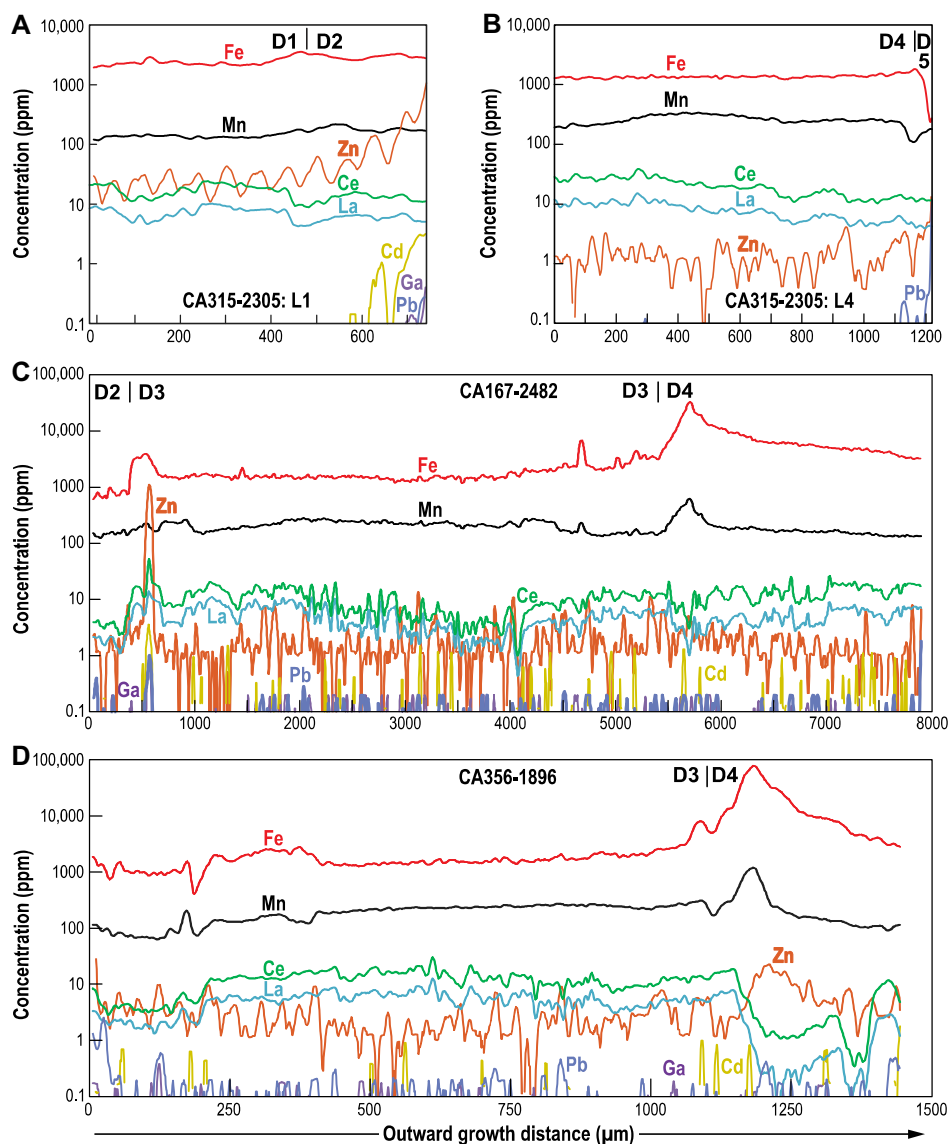 A
Concentration (ppm)
10,000
1000
100
10
1
0.1
D1 | D2
Fe
Mn
Zn
Ce
La
Cd
Ga
Pb
CA315-2305: L1
0 200 400 600
B
Concentration (ppm)
10,000
1000
100
10
1
0.1
D4 | D
5
Fe
Mn
Ce
La
Zn
Pb
CA315-2305: L4
0 200 400 600 800 1000 1200
C
Concentration (ppm)
100,000
10,000
1000
100
10
1
0.1
D2 | D3
CA167-2482
D3 | D4
Fe
Zn
Mn
Ce
La
Ga
Pb
Cd
0 1000 2000 3000 4000 5000 6000 7000 8000
D
Concentration (ppm)
100,000
10,000
1000
100
10
1
0.1
CA356-1896
D3 | D4
Fe
Mn
Ce
La
Zn
Pb
Ga
Cd
0 250 500 750 1000 1250 1500
Outward growth distance (µm)